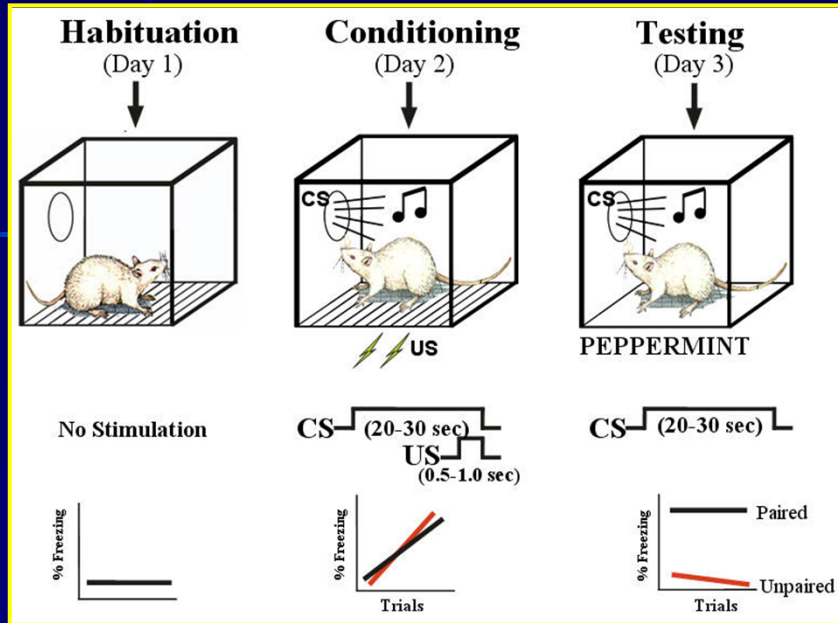 Habituation
(Day 1)
Conditioning
(Day 2)
Testing
(Day 3)
CS
US
CS
PEPPERMINT
No Stimulation
CS
(20-30 sec)
US
(0.5-1.0 sec)
CS
(20-30 sec)
% Freezing
% Freezing
Trials
% Freezing
Paired
Unpaired
Trials